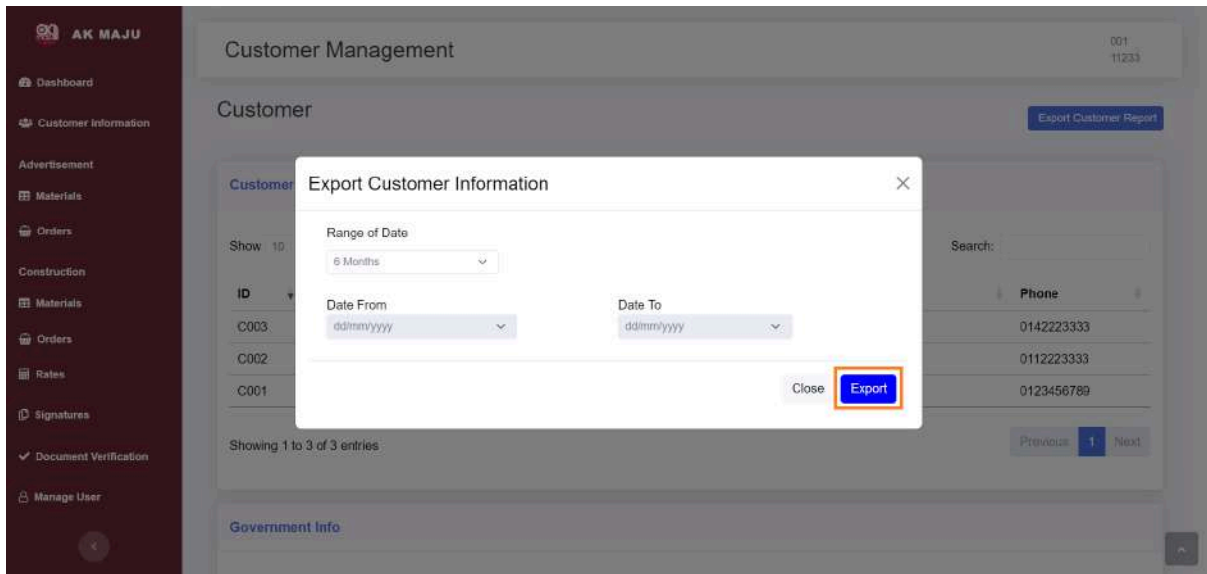 AK MAJU
Dashboard
Customer Information
Advertisement
Materials
Orders
Construction
Materials
Orders
Rates
Signatures
Document Verification
Manage User
Customer Management
001
11233
Customer
Export Customer Report
Customer
Export Customer Information
Range of Date
6 Months
Date From
Date To
dd/mm/yyyy
dd/mm/yyyy
Close
Export
Show 10
Search:
ID
Phone
C003
0142223333
C002
0112223333
C001
0123456789
Showing 1 to 3 of 3 entries
Previous 1 Next
Government Info